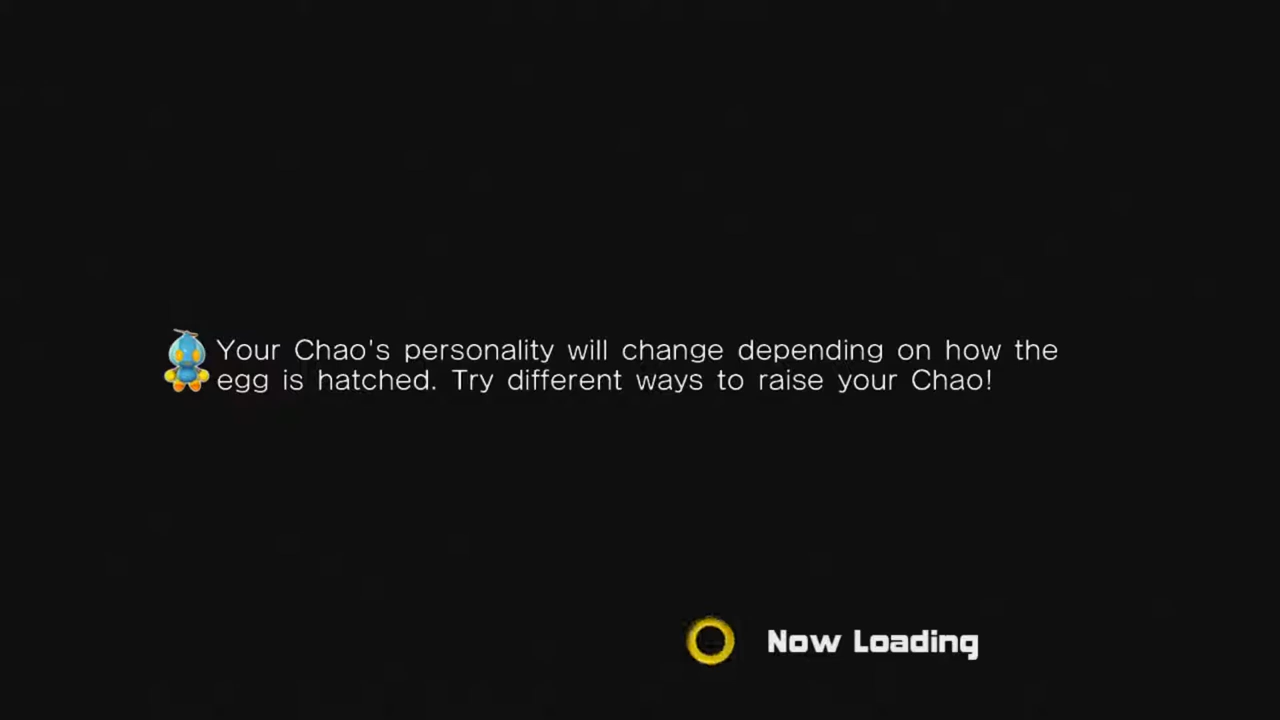 Your Chao's personality will change depending on how the
egg is hatched. Try different ways to raise your Chao!
Now Loading